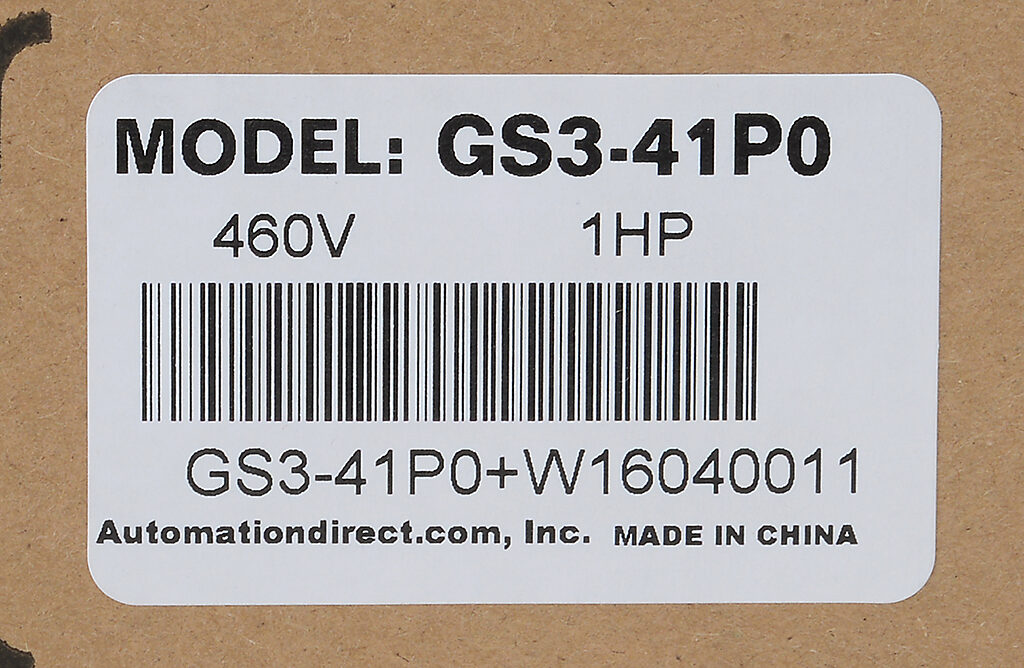 MODEL: GS3-41P0
460V 1HP
GS3-41P0+W16040011
Automationdirect.com, Inc. MADE IN CHINA